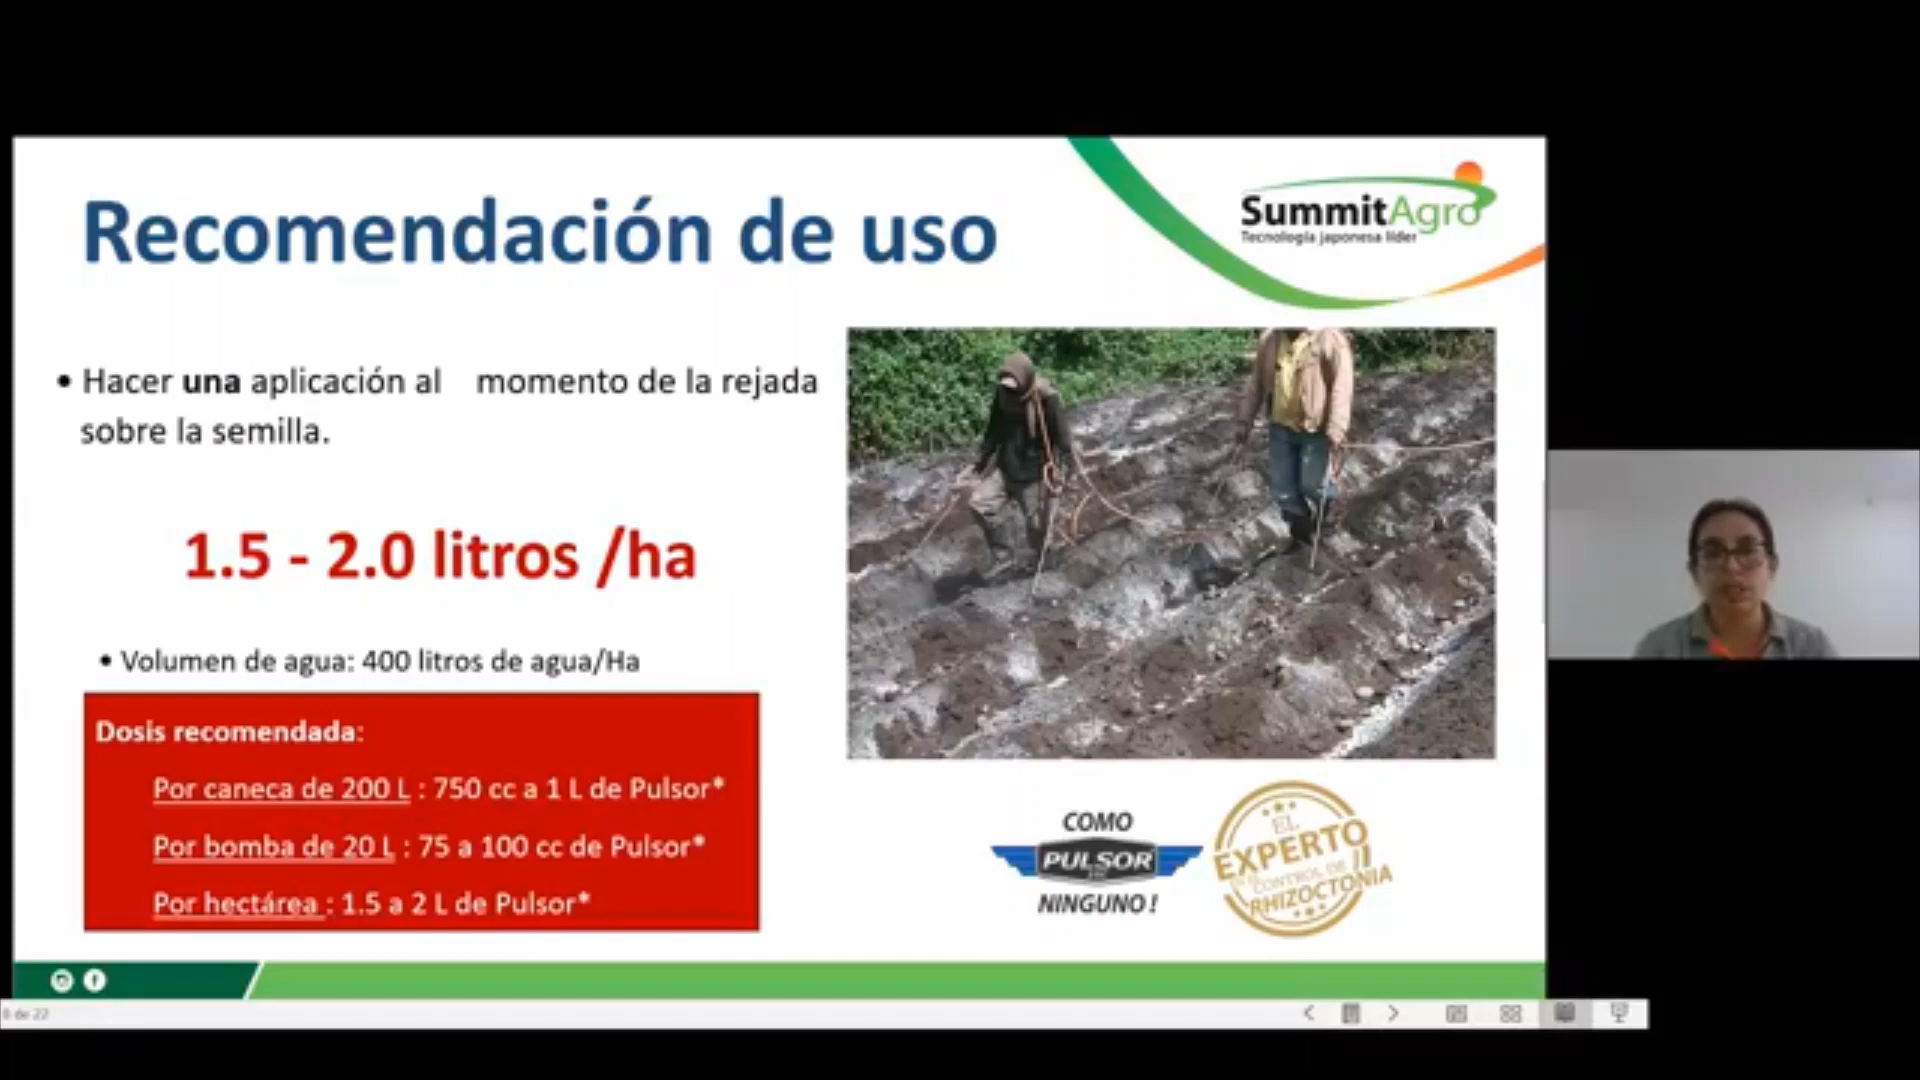 Recomendación de uso
SummitAgro
Tecnología japonesa líder
• Hacer una aplicación al momento de la rejada
sobre la semilla.
1.5 - 2.0 litros /ha
• Volumen de agua: 400 litros de agua/Ha
Dosis recomendada:
Por caneca de 200 L : 750 cc a 1 L de Pulsor*
Por bomba de 20 L : 75 a 100 cc de Pulsor*
Por hectárea : 1.5 a 2 L de Pulsor*
COMO
PULSOR
NINGUNO!
EL
EXPERTO
CONTROL DE
RHIZOCTONIA
de 22